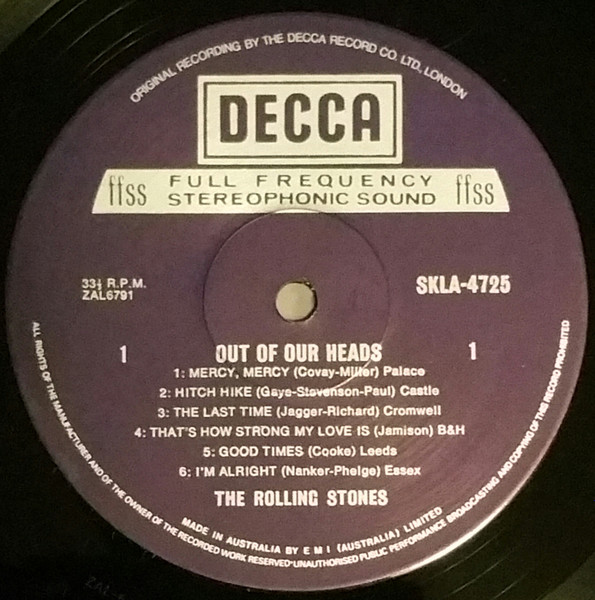 ORIGINAL RECORDING BY THE DECCA RECORD CO. LTD., LONDON
DECCA
ffss FULL FREQUENCY STEREOPHONIC SOUND ffss
33⅓ R.P.M.
ZAL6791
SKLA-4725
1 OUT OF OUR HEADS 1
1: MERCY, MERCY (Covay-Miller) Palace
2: HITCH HIKE (Gaye-Stevenson-Paul) Castle
3: THE LAST TIME (Jagger-Richard) Cromwell
4: THAT'S HOW STRONG MY LOVE IS (Jamison) B&H
5: GOOD TIMES (Cooke) Leeds
6: I'M ALRIGHT (Nanker-Phelge) Essex
THE ROLLING STONES
MADE IN AUSTRALIA BY E M I (AUSTRALIA) LIMITED
ALL RIGHTS OF THE MANUFACTURER AND OF THE OWNER OF THE RECORDED WORK RESERVED·UNAUTHORISED PUBLIC PERFORMANCE BROADCASTING AND COPYING OF THIS RECORD PROHIBITED